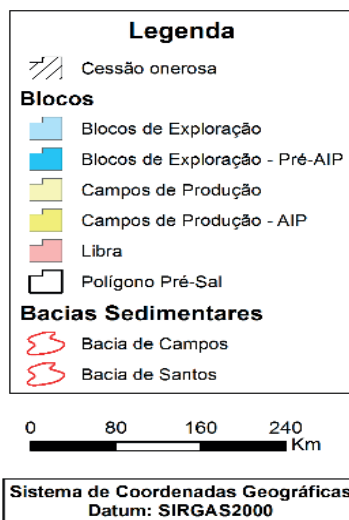 Legenda
Cessão onerosa
Blocos
Blocos de Exploração
Blocos de Exploração - Pré-AIP
Campos de Produção
Campos de Produção - AIP
Libra
Polígono Pré-Sal
Bacias Sedimentares
Bacia de Campos
Bacia de Santos
0 80 160 240
Km
Sistema de Coordenadas Geográficas
Datum: SIRGAS2000